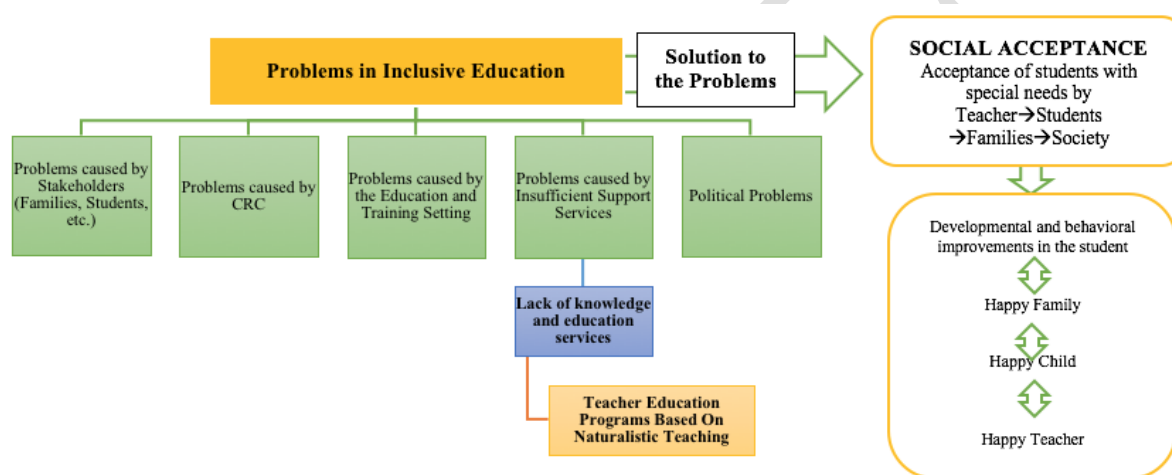 Problems in Inclusive Education
Solution to
the Problems
SOCIAL ACCEPTANCE
Acceptance of students with
special needs by
Teacher→Students
→Families→Society
Problems caused by
Stakeholders
(Families, Students,
etc.)
Problems caused by
CRC
Problems caused by
the Education and
Training Setting
Problems caused by
Insufficient Support
Services
Political Problems
Lack of knowledge
and education
services
Teacher Education
Programs Based On
Naturalistic Teaching
Developmental and behavioral
improvements in the student
Happy Family
Happy Child
Happy Teacher